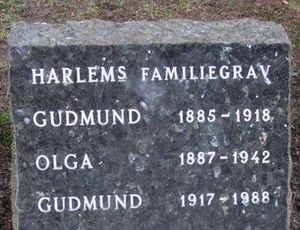 HARLEMS FAMILIEGRAV
GUDMUND 1885-1918
OLGA 1887-1942
GUDMUND 1917-1988